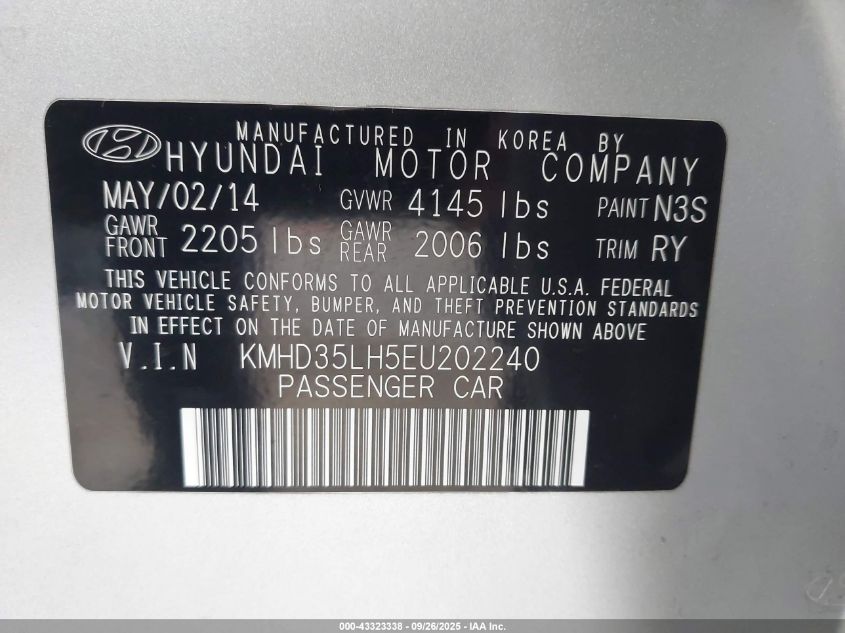 MANUFACTURED IN KOREA BY
HYUNDAI MOTOR COMPANY
MAY/02/14 GVWR 4145 lbs PAINT N3S
GAWR FRONT 2205 lbs GAWR REAR 2006 lbs TRIM RY
THIS VEHICLE CONFORMS TO ALL APPLICABLE U.S.A. FEDERAL
MOTOR VEHICLE SAFETY, BUMPER, AND THEFT PREVENTION STANDARDS
IN EFFECT ON THE DATE OF MANUFACTURE SHOWN ABOVE
V.I.N KMHD35LH5EU202240
PASSENGER CAR
000-43323338 - 09/26/2025 - IAA Inc.